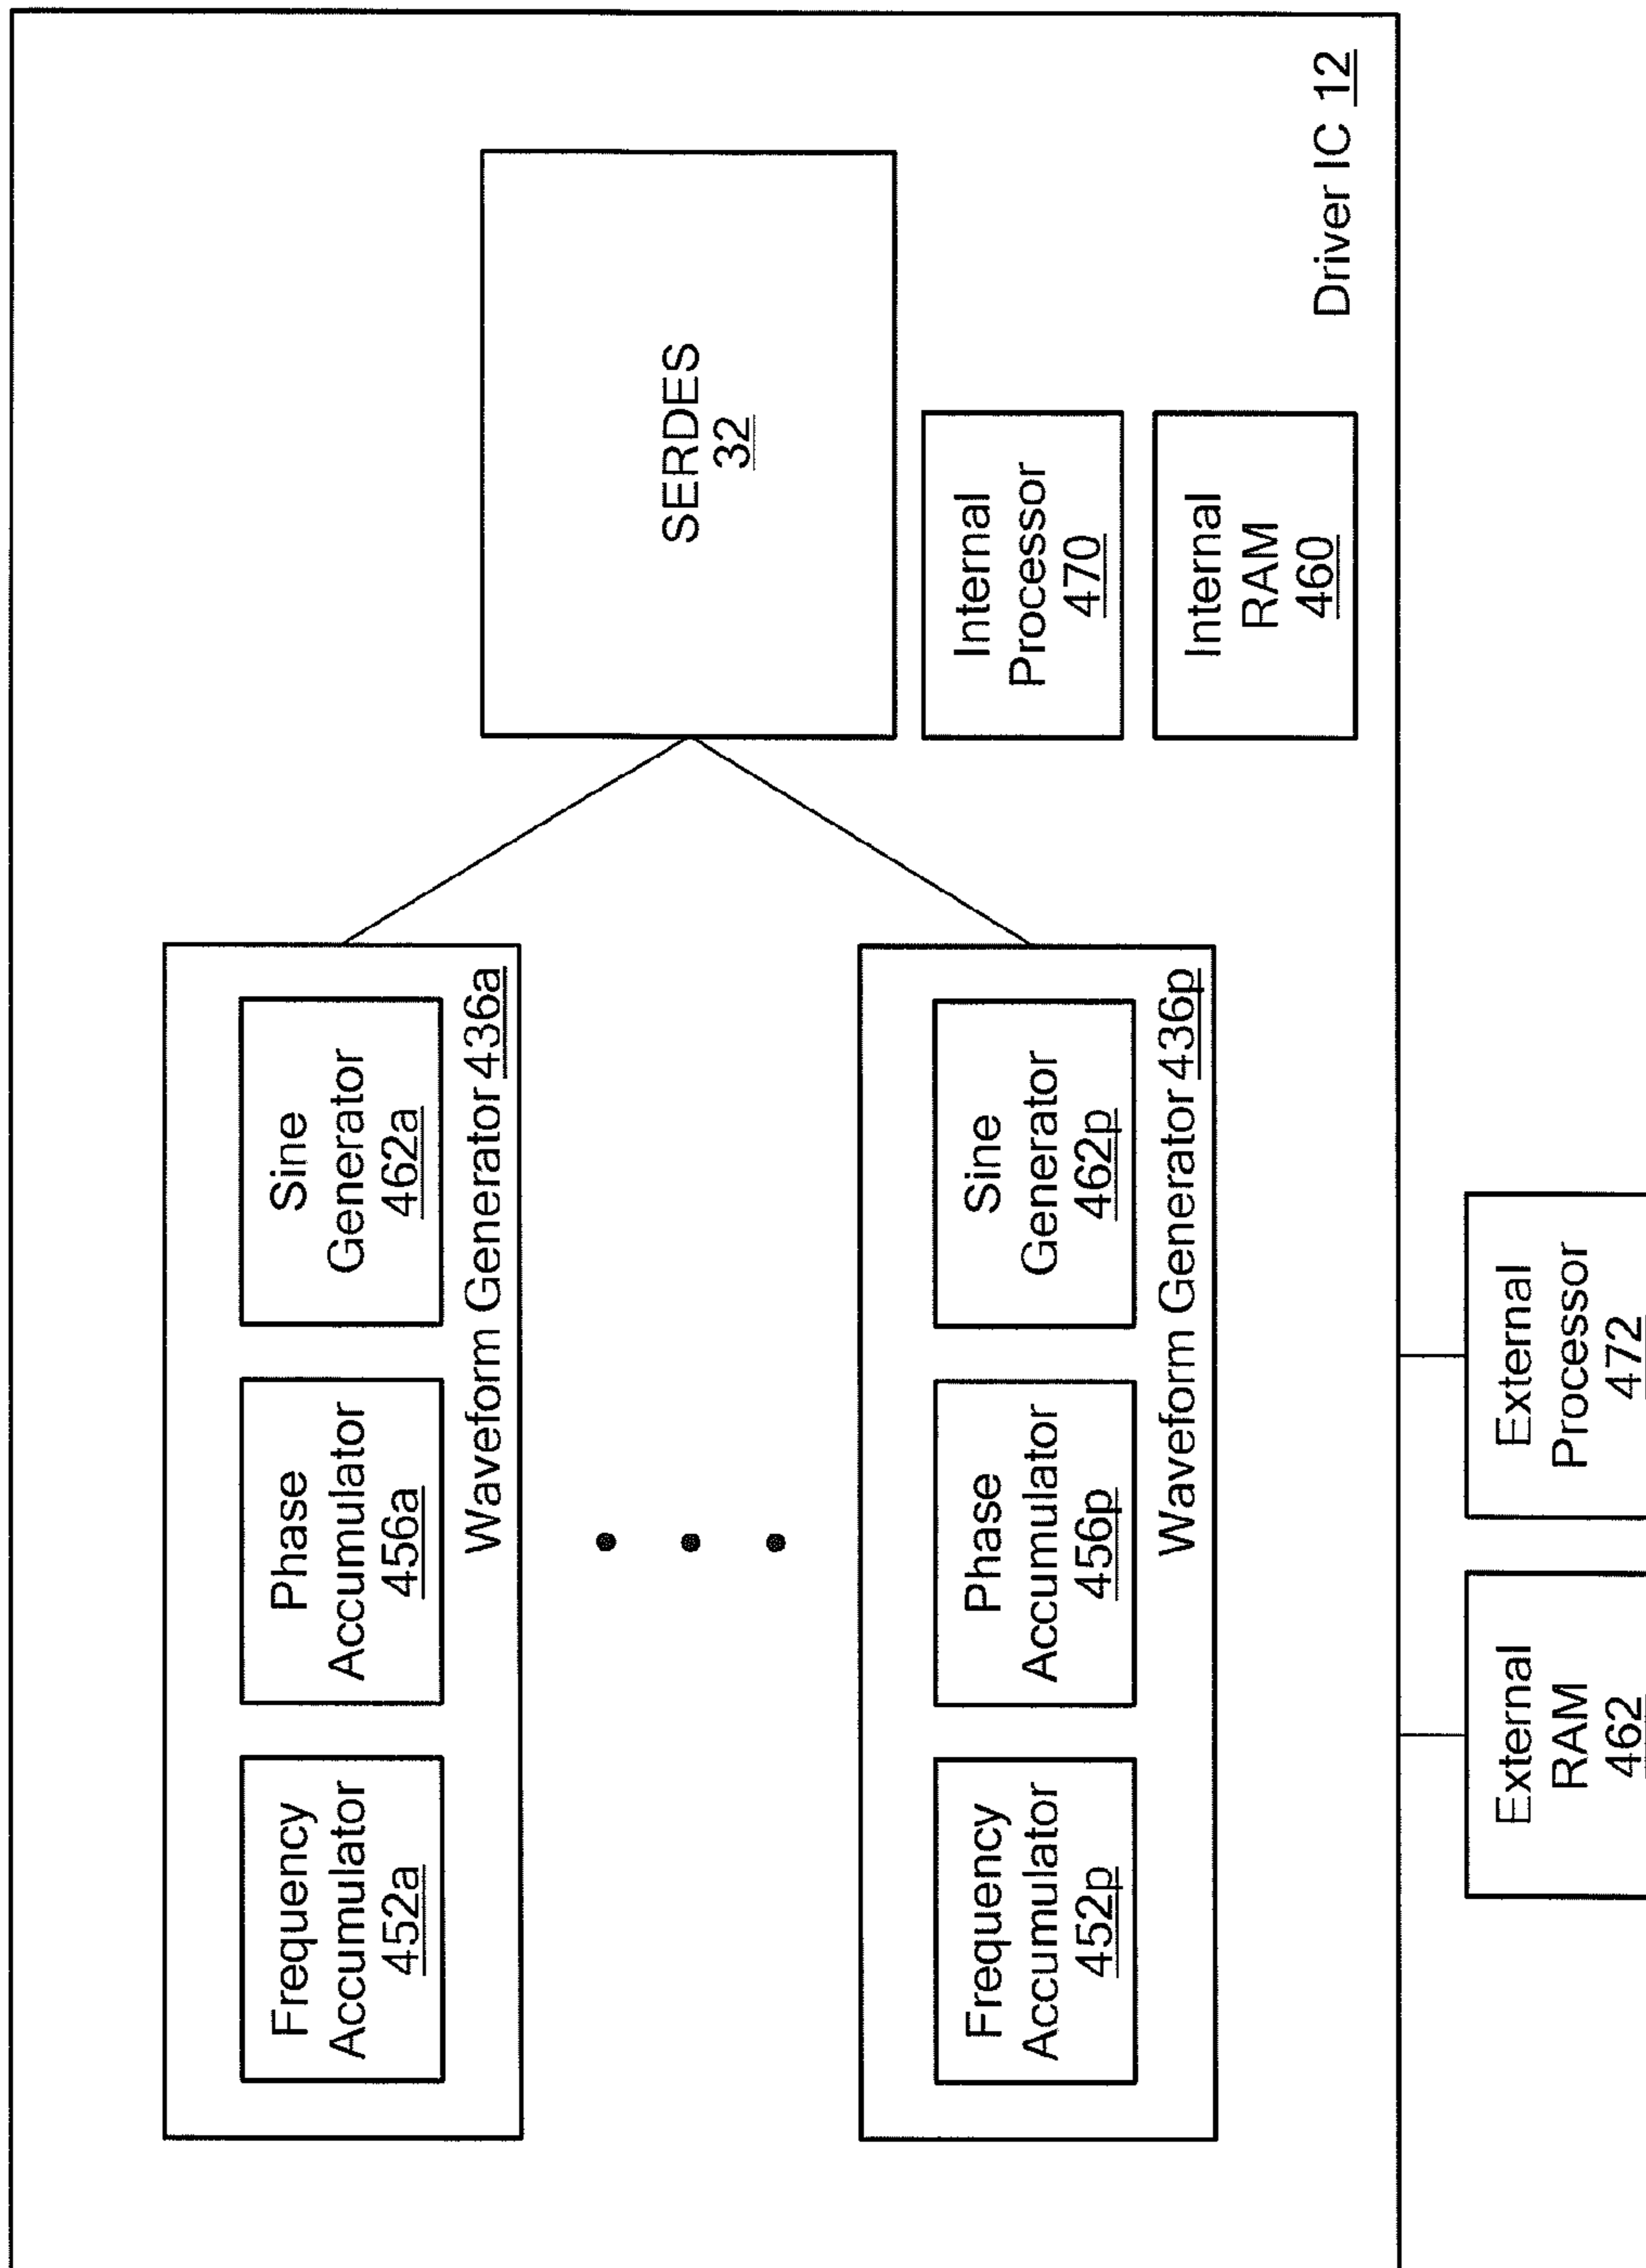 Frequency
Accumulator
452a
Phase
Accumulator
456a
Sine
Generator
462a
Waveform Generator 436a
Frequency
Accumulator
452p
Phase
Accumulator
456p
Sine
Generator
462p
Waveform Generator 436p
SERDES
32
Internal
Processor
470
Internal
RAM
460
Driver IC 12
External
RAM
462
External
Processor
472